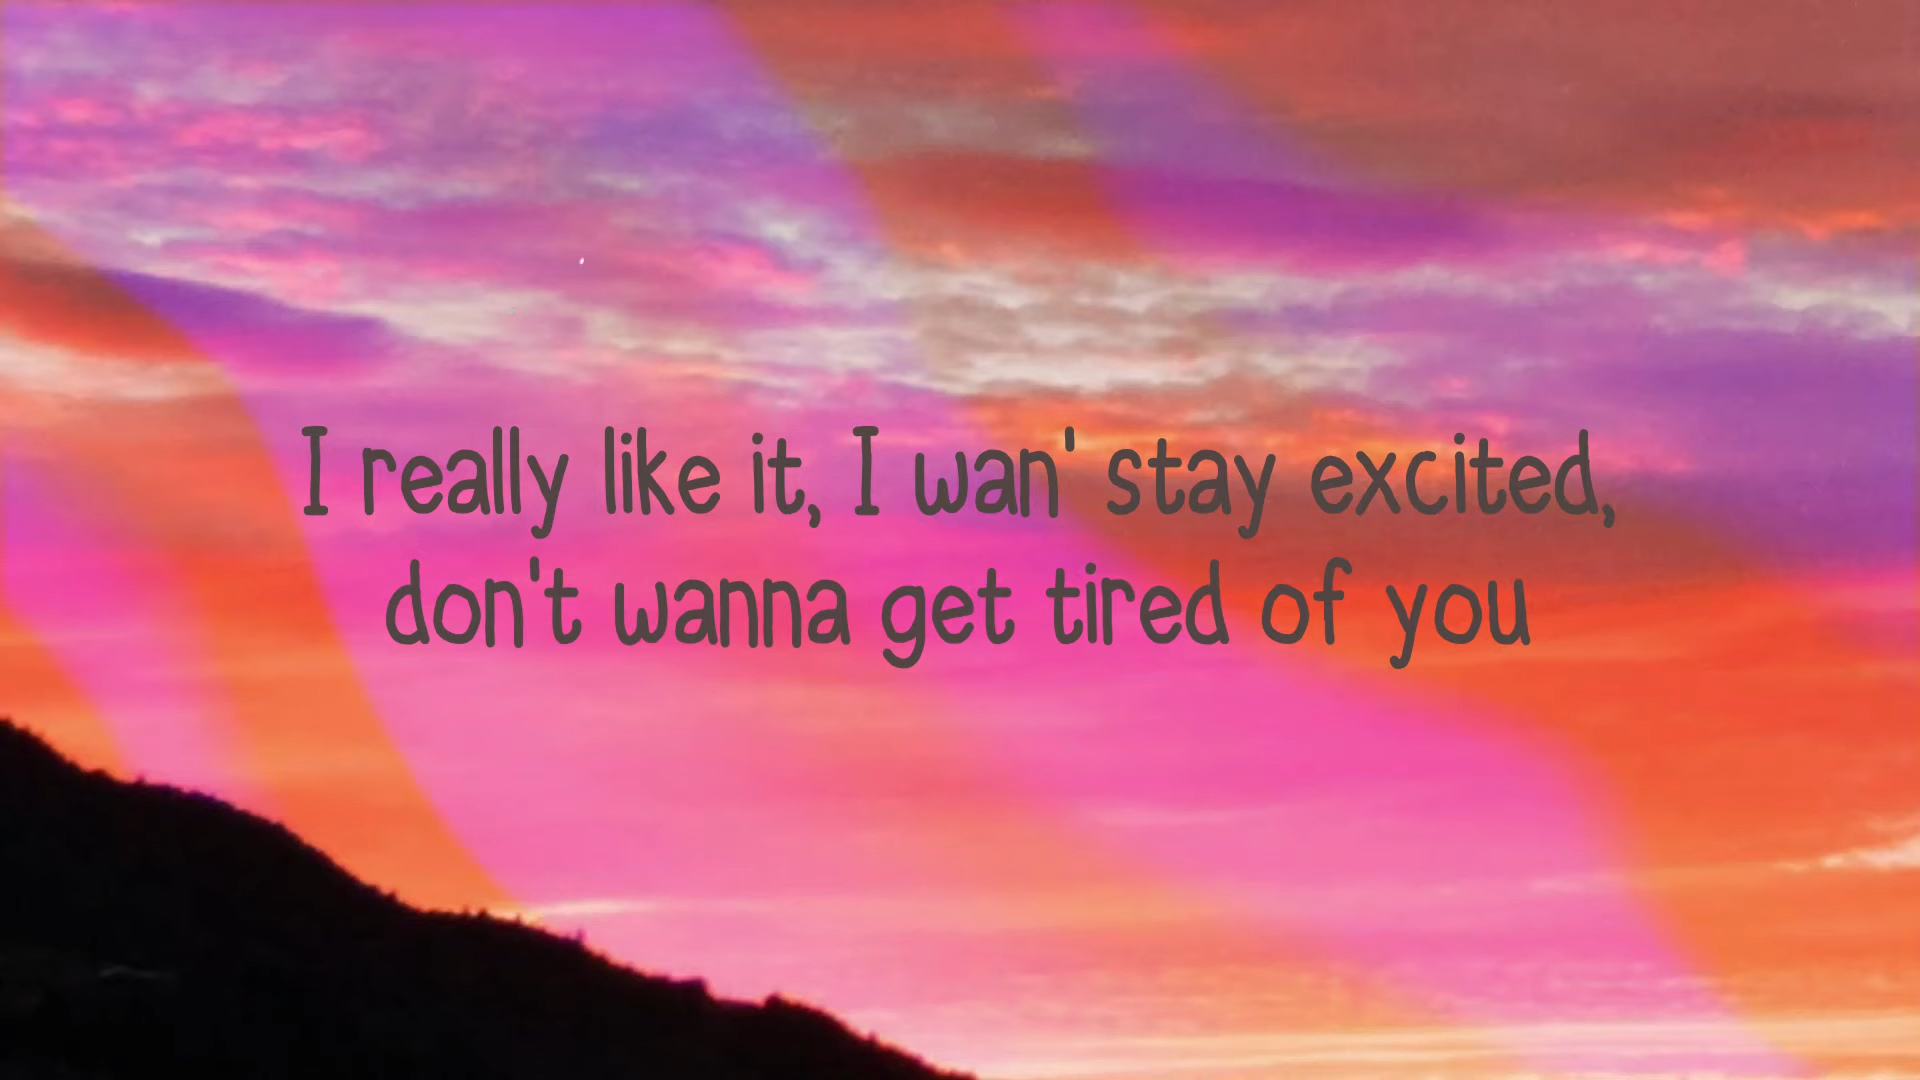 I really like it, I wan' stay excited,
don't wanna get tired of you